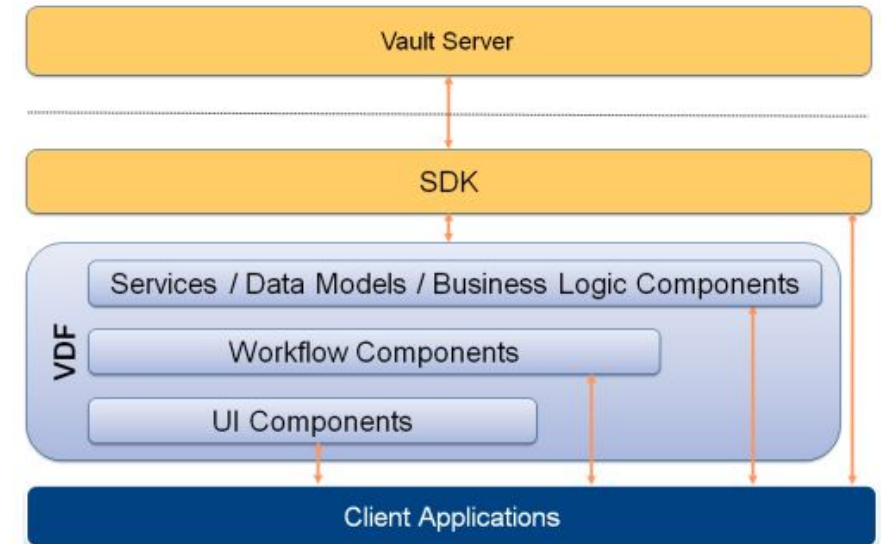 Vault Server
SDK
VDF
Services / Data Models / Business Logic Components
Workflow Components
UI Components
Client Applications